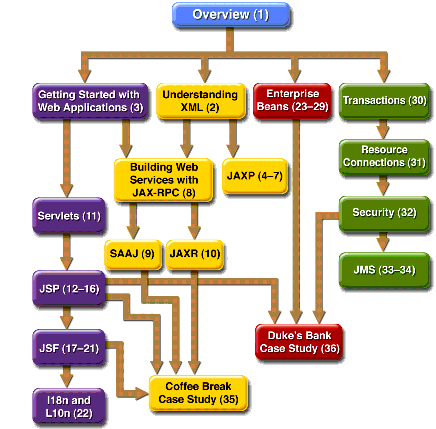 Overview (1)
Getting Started with
Web Applications (3)
Understanding
XML (2)
Enterprise
Beans (23–29)
Transactions (30)
Resource
Connections (31)
Building Web
Services with
JAX-RPC (8)
JAXP (4–7)
Servlets (11)
Security (32)
SAAJ (9)
JAXR (10)
JMS (33–34)
JSP (12–16)
JSF (17–21)
Duke's Bank
Case Study (36)
I18n and
L10n (22)
Coffee Break
Case Study (35)